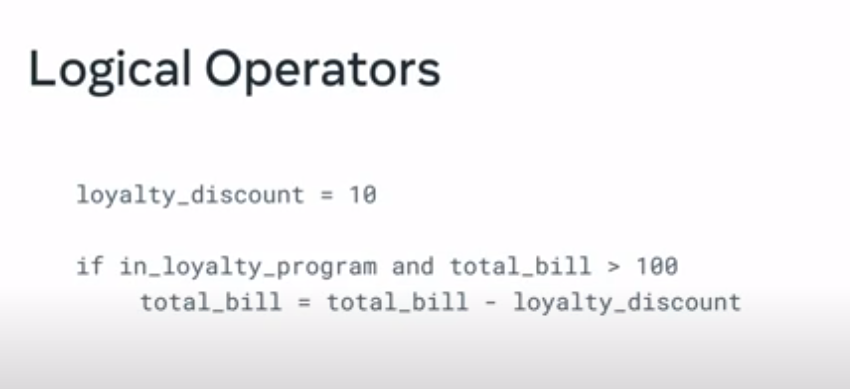 Logical Operators
loyalty_discount = 10
if in_loyalty_program and total_bill > 100
total_bill = total_bill - loyalty_discount